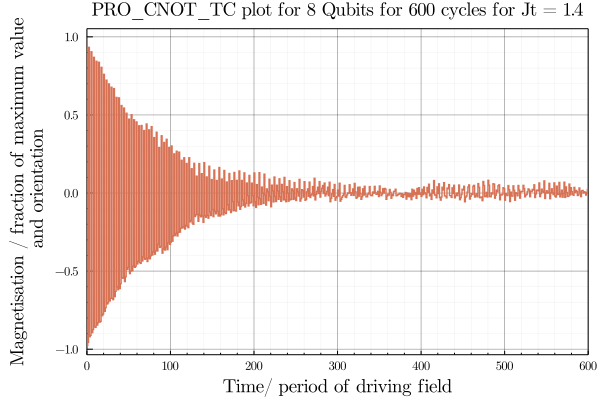 PRO_CNOT_TC plot for 8 Qubits for 600 cycles for Jt = 1.4
Magnetisation / fraction of maximum value
and orientation
1.0
0.5
0.0
−0.5
−1.0
0 100 200 300 400 500 600
Time/ period of driving field